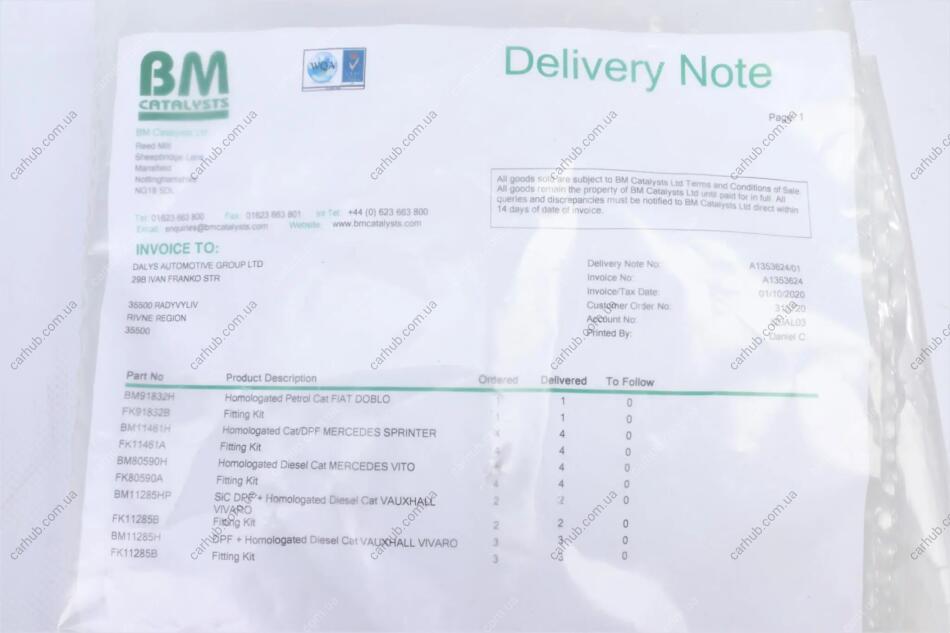 BM
CATALYSTS
WQA
Delivery Note
Page 1
BM Catalysts Ltd
Reed Mill
Sheepbridge Lane
Mansfield
Nottinghamshire
NG18 5DL
Tel: 01623 663 800 Fax: 01623 663 801 Int Tel: +44 (0) 623 663 800
Email: enquiries@bmcatalysts.com Website: www.bmcatalysts.com
All goods sold are subject to BM Catalysts Ltd Terms and Conditions of Sale.
All goods remain the property of BM Catalysts Ltd until paid for in full. All
queries and discrepancies must be notified to BM Catalysts Ltd direct within
14 days of date of invoice.
INVOICE TO:
DALYS AUTOMOTIVE GROUP LTD
29B IVAN FRANKO STR
35500 RADYVYLIV
RIVNE REGION
35500
Delivery Note No: A1353624/01
Invoice No: A1353624
Invoice/Tax Date: 01/10/2020
Customer Order No:
Account No:
Printed By: Daniel C
Part No Product Description Ordered Delivered To Follow
BM91832H Homologated Petrol Cat FIAT DOBLO 1 0
FK91832B Fitting Kit 1 1 0
BM11461H Homologated Cat/DPF MERCEDES SPRINTER 4 4 0
FK11461A Fitting Kit 4 4 0
BM80590H Homologated Diesel Cat MERCEDES VITO 4 4 0
FK80590A Fitting Kit 4 4 0
BM11285HP SiC DPF + Homologated Diesel Cat VAUXHALL 2 2 0
VIVARO
FK11285B Fitting Kit 2 2 0
BM11285H DPF + Homologated Diesel Cat VAUXHALL VIVARO 3 3 0
FK11285B Fitting Kit 3 3 0
carhub.com.ua